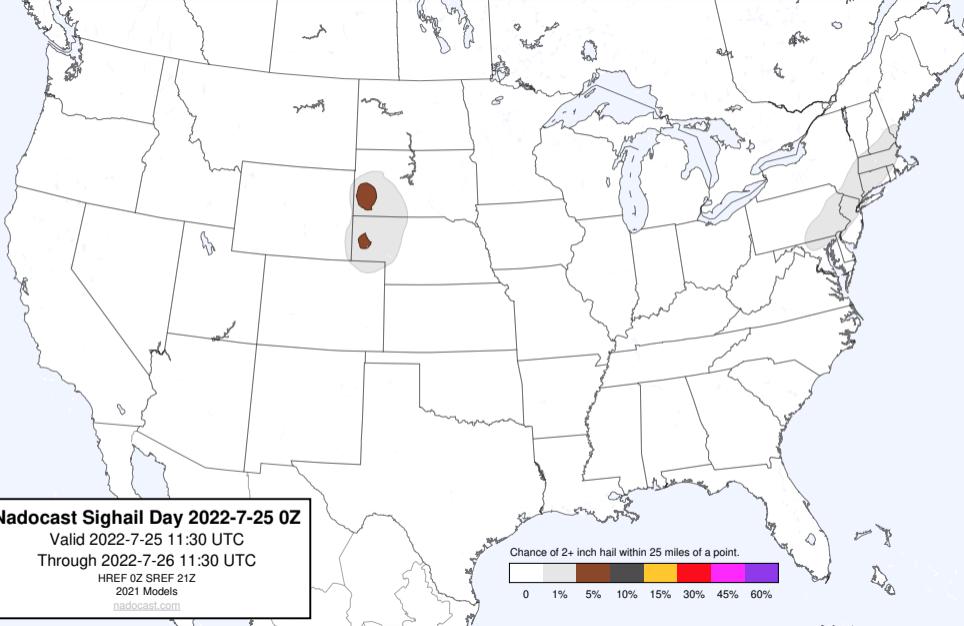 Nadocast Sighail Day 2022-7-25 0Z
Valid 2022-7-25 11:30 UTC
Through 2022-7-26 11:30 UTC
HREF 0Z SREF 21Z
2021 Models
nadocast.com
Chance of 2+ inch hail within 25 miles of a point.
0 1% 5% 10% 15% 30% 45% 60%